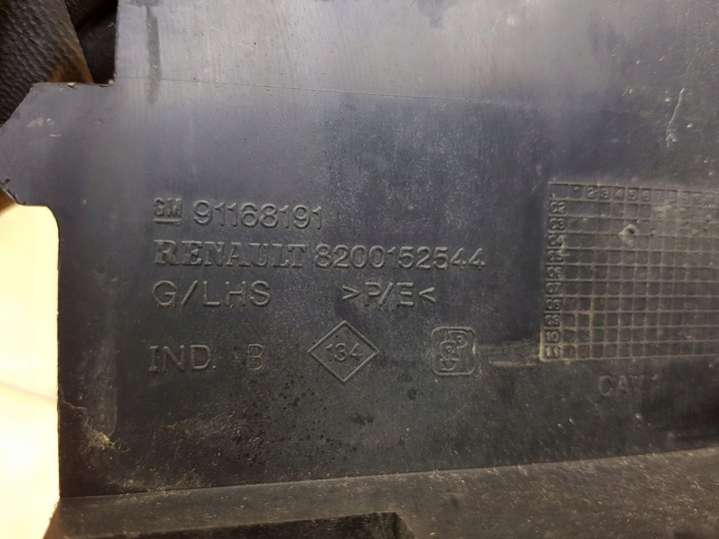 GM 91168191
RENAULT 8200152544
G/LHS >P/E<
IND. B 134
CAV 1